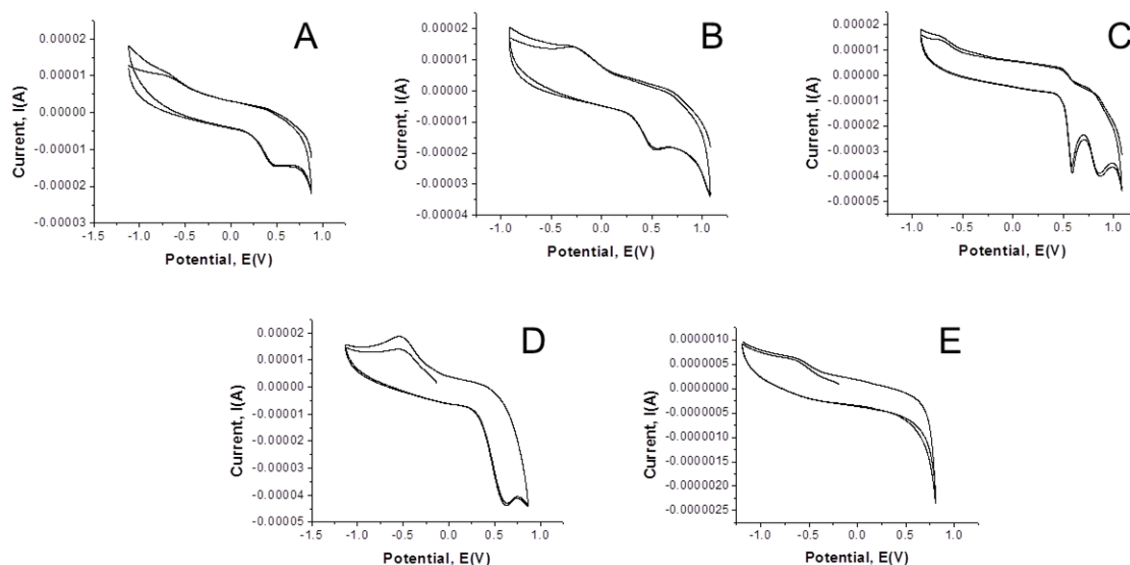 A
0.00002
0.00001
0.00000
-0.00001
-0.00002
-0.00003
Current, I(A)
-1.5 -1.0 -0.5 0.0 0.5 1.0
Potential, E(V)
B
0.00002
0.00001
0.00000
-0.00001
-0.00002
-0.00003
-0.00004
Current, I(A)
-1.0 -0.5 0.0 0.5 1.0
Potential, E(V)
C
0.00002
0.00001
0.00000
-0.00001
-0.00002
-0.00003
-0.00004
-0.00005
Current, I(A)
-1.0 -0.5 0.0 0.5 1.0
Potential, E(V)
D
0.00002
0.00001
0.00000
-0.00001
-0.00002
-0.00003
-0.00004
-0.00005
Current, I(A)
-1.5 -1.0 -0.5 0.0 0.5 1.0
Potential, E(V)
E
0.0000010
0.0000005
0.0000000
-0.0000005
-0.0000010
-0.0000015
-0.0000020
-0.0000025
Current, I(A)
-1.0 -0.5 0.0 0.5 1.0
Potential, E(V)